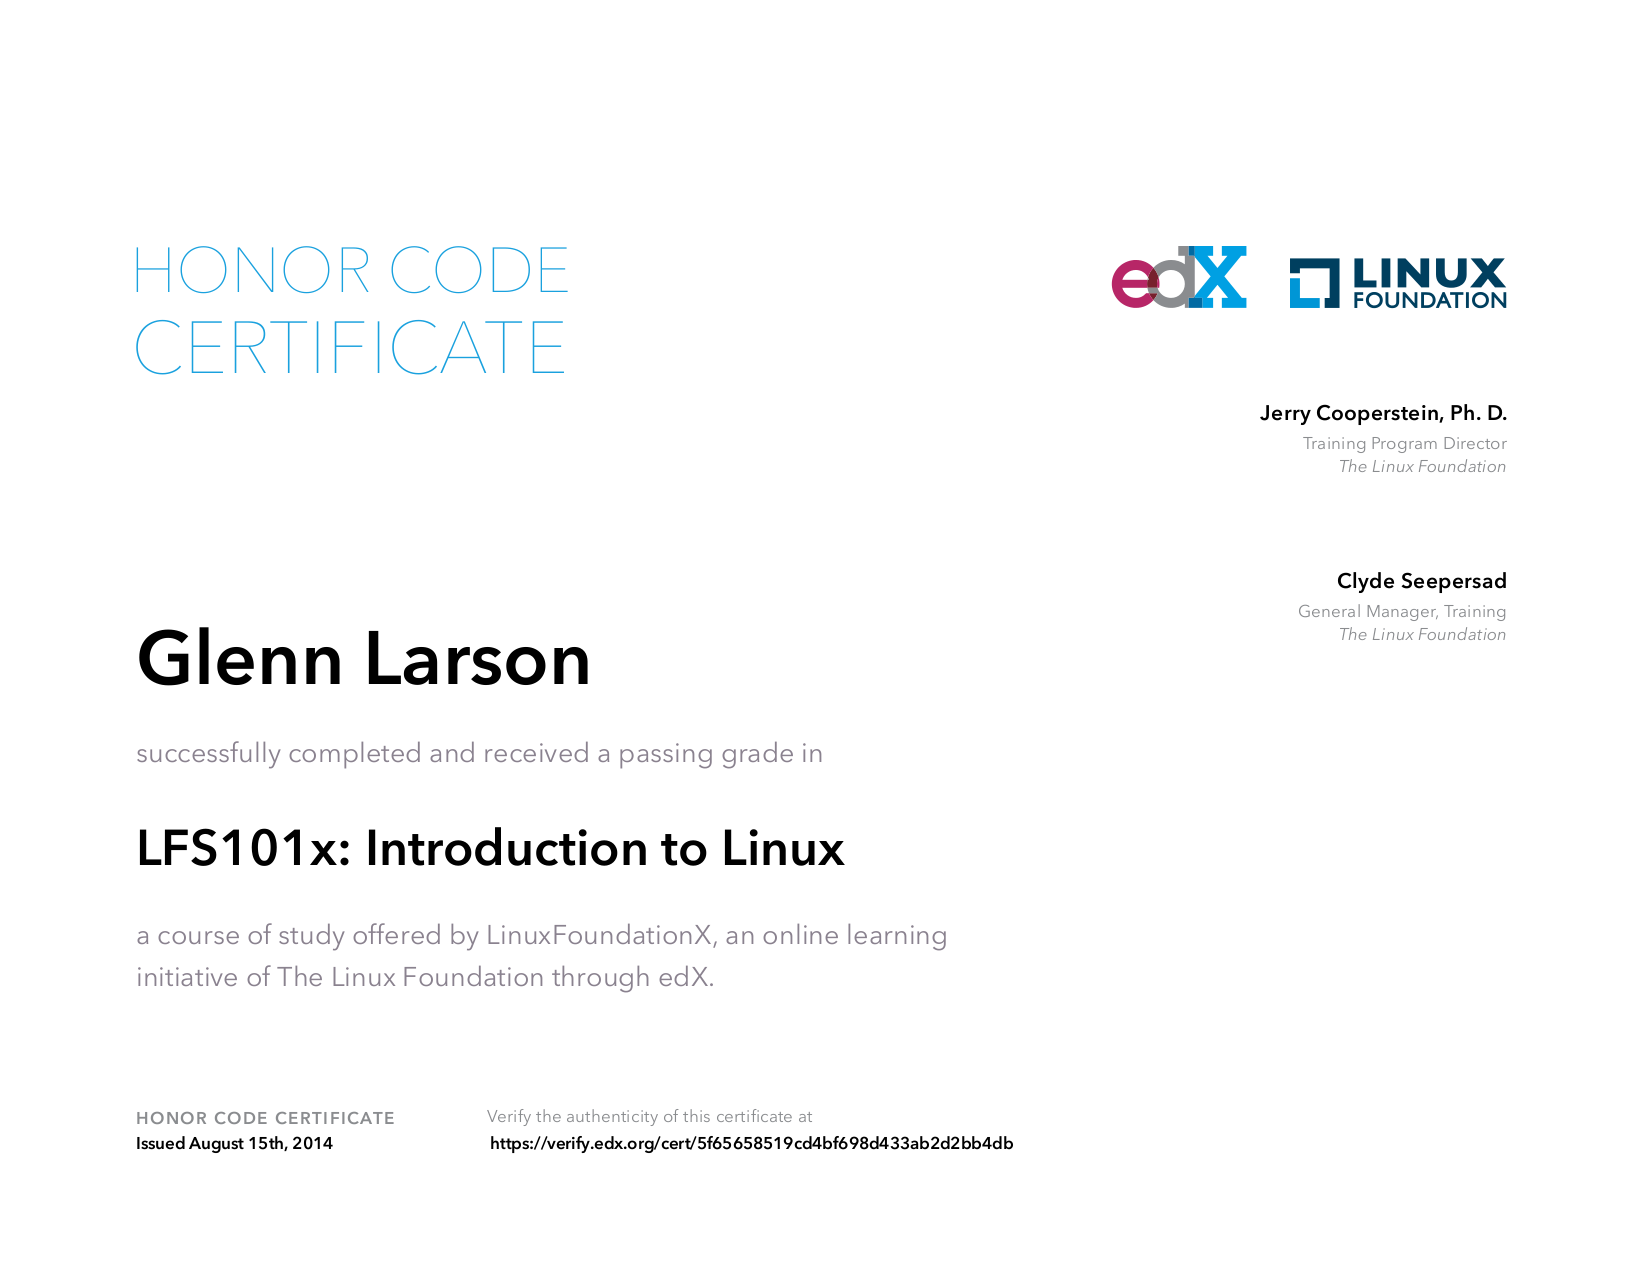 HONOR CODE
CERTIFICATE
edX
LINUX
FOUNDATION
Jerry Cooperstein, Ph. D.
Training Program Director
The Linux Foundation
Clyde Seepersad
General Manager, Training
The Linux Foundation
Glenn Larson
successfully completed and received a passing grade in
LFS101x: Introduction to Linux
a course of study offered by LinuxFoundationX, an online learning
initiative of The Linux Foundation through edX.
HONOR CODE CERTIFICATE
Issued August 15th, 2014
Verify the authenticity of this certificate at
https://verify.edx.org/cert/5f65658519cd4bf698d433ab2d2bb4db